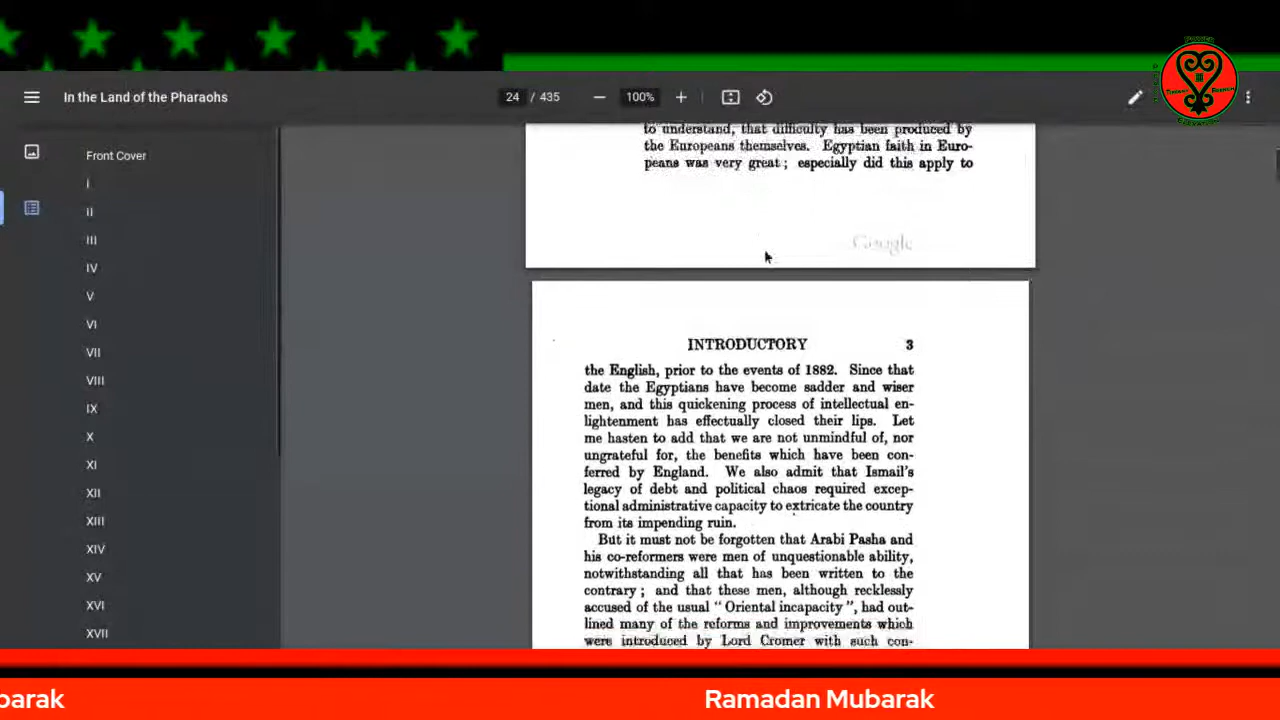 In the Land of the Pharaohs
24 / 435
100%
Front Cover
I
II
III
IV
V
VI
VII
VIII
IX
X
XI
XII
XIII
XIV
XV
XVI
XVII
to understand, that difficulty has been produced by
the Europeans themselves. Egyptian faith in Euro-
peans was very great ; especially did this apply to
Google
INTRODUCTORY 3
the English, prior to the events of 1882. Since that
date the Egyptians have become sadder and wiser
men, and this quickening process of intellectual en-
lightenment has effectually closed their lips. Let
me hasten to add that we are not unmindful of, nor
ungrateful for, the benefits which have been con-
ferred by England. We also admit that Ismail's
legacy of debt and political chaos required excep-
tional administrative capacity to extricate the country
from its impending ruin.
But it must not be forgotten that Arabi Pasha and
his co-reformers were men of unquestionable ability,
notwithstanding all that has been written to the
contrary ; and that these men, although recklessly
accused of the usual " Oriental incapacity ", had out-
lined many of the reforms and improvements which
were introduced by Lord Cromer with such con-
barak
Ramadan Mubarak